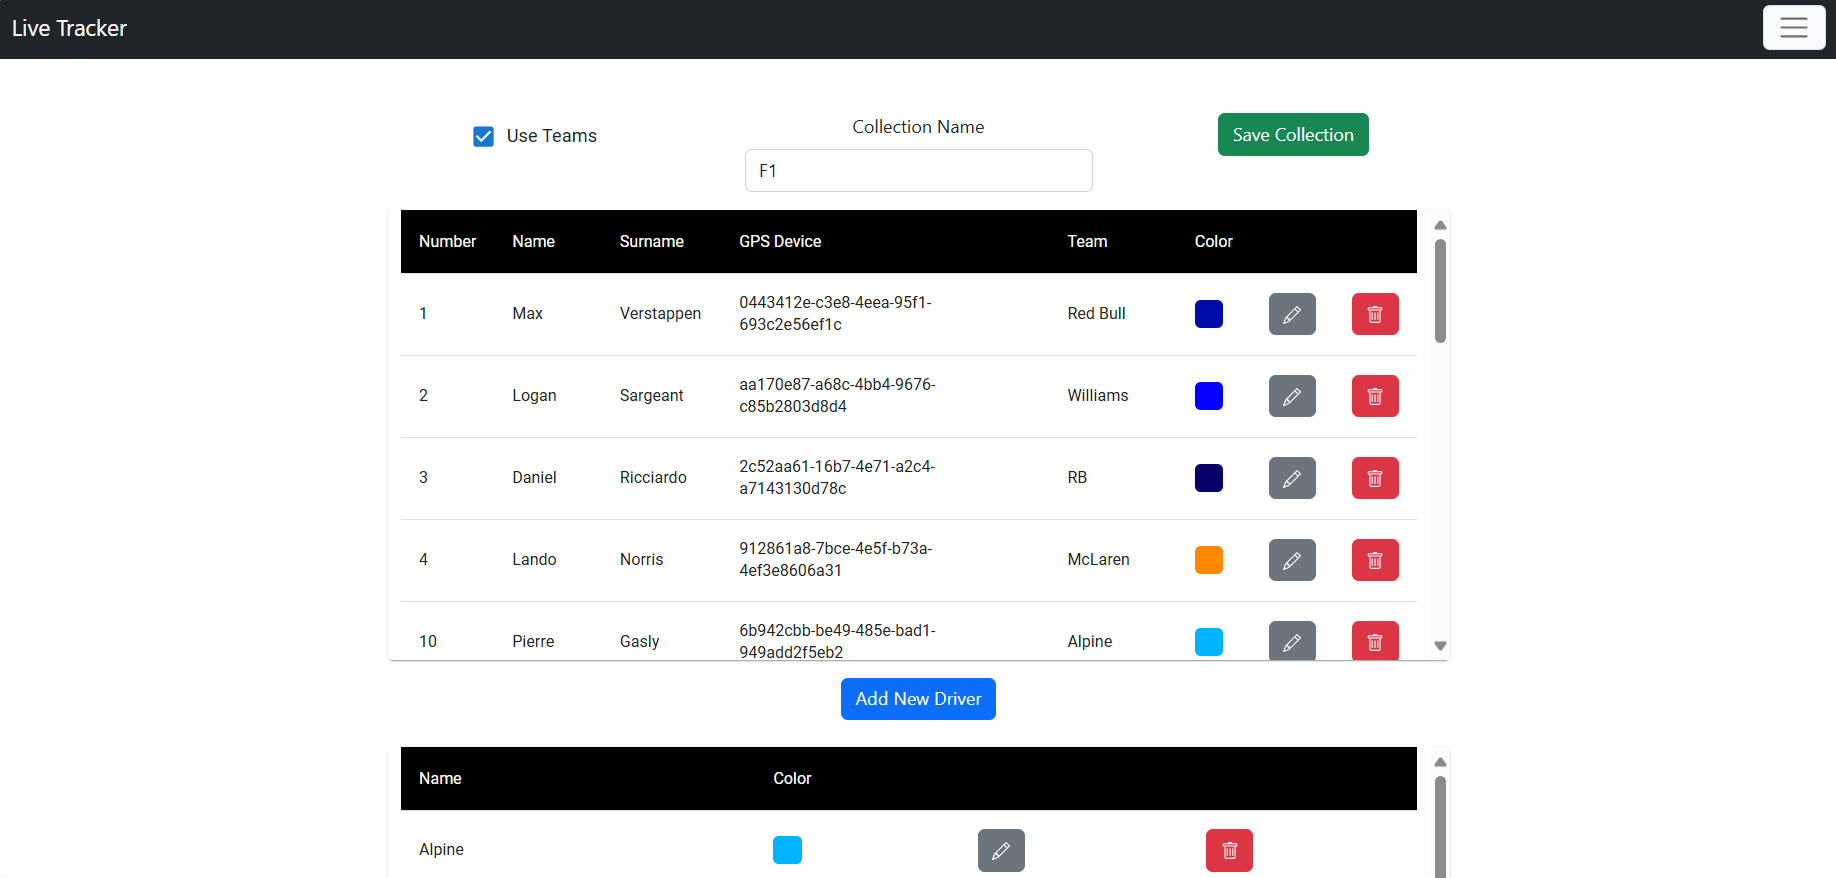 Live Tracker
Use Teams
Collection Name
Save Collection
F1
Number Name Surname GPS Device Team Color
1 Max Verstappen 0443412e-c3e8-4eea-95f1-
693c2e56ef1c Red Bull
2 Logan Sargeant aa170e87-a68c-4bb4-9676-
c85b2803d8d4 Williams
3 Daniel Ricciardo 2c52aa61-16b7-4e71-a2c4-
a7143130d78c RB
4 Lando Norris 912861a8-7bce-4e5f-b73a-
4ef3e8606a31 McLaren
10 Pierre Gasly 6b942cbb-be49-485e-bad1-
949add2f5eb2 Alpine
Add New Driver
Name Color
Alpine